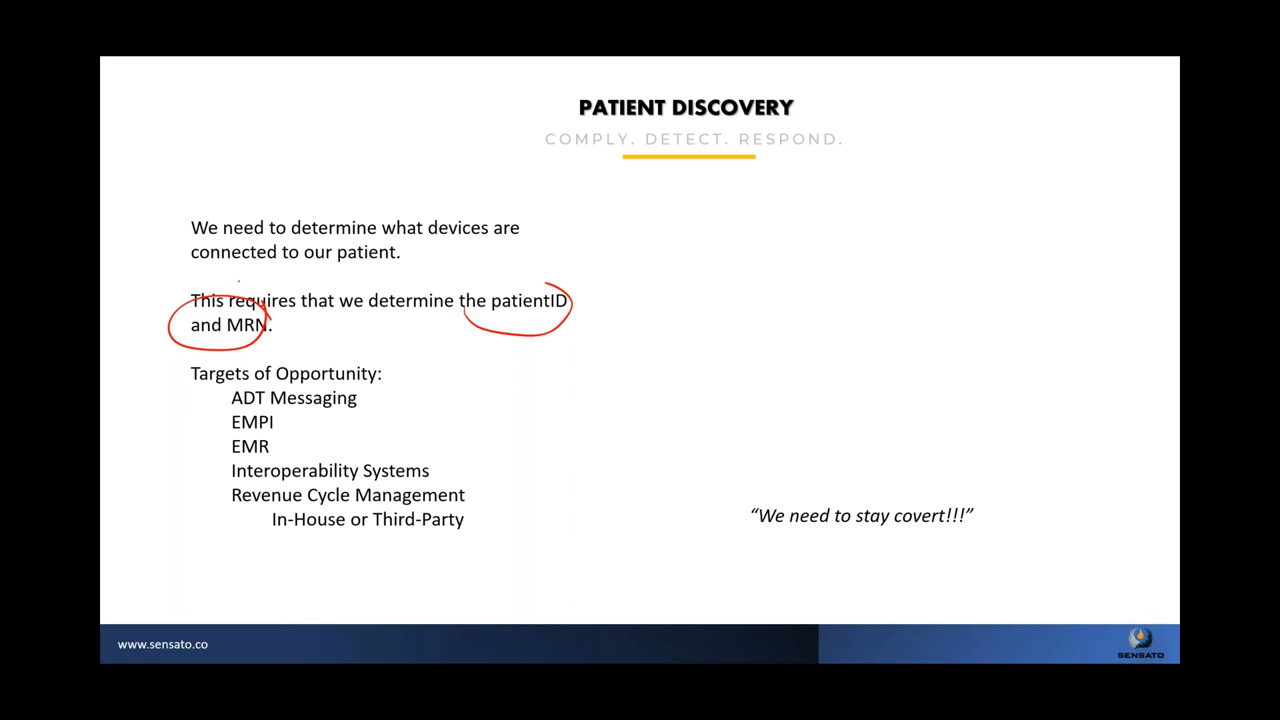 PATIENT DISCOVERY
COMPLY. DETECT. RESPOND.
We need to determine what devices are
connected to our patient.
This requires that we determine the patientID
and MRN.
Targets of Opportunity:
ADT Messaging
EMPI
EMR
Interoperability Systems
Revenue Cycle Management
In-House or Third-Party
“We need to stay covert!!!”
www.sensato.co
SENSATO